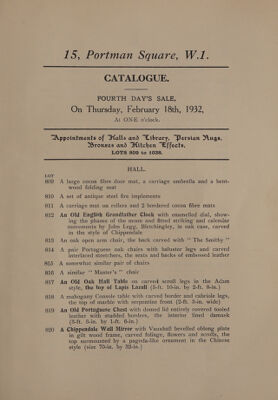 15, Portman Square, W.1.
CATALOGUE.
FOURTH DAY'S SALE,
On Thursday, February 18th, 1932,
At ONE o'clock.
Appointments of Halls and Library, Persian Rugs,
Bronzes and Kitchen Effects.
LOTS 809 to 1038.
HALL.
LOT
809 A large cocoa fibre door mat, a carriage umbrella and a bent-
wood folding seat
810 A set of antique steel fire implements
811 A carriage mat on rollers and 2 bordered cocoa fibre mats
812 An Old English Grandfather Clock with enamelled dial, show-
ing the phases of the moon and fitted striking and calendar
movements by John Legg, Bletchingley, in oak case, carved
in the style of Chippendale
813 An oak open arm chair, the back carved with "The Smithy"
814 A pair Portuguese oak chairs with baluster legs and carved
interlaced stretchers, the seats and backs of embossed leather
815 A somewhat similar pair of chairs
816 A similar "Master's" chair
817 An Old Oak Hall Table on carved small legs in the Adam
style, the top of Lapis Lazuli (5-ft. 10-in. by 2-ft. 8-in.)
818 A mahogany Console table with carved border and cabriole legs,
the top of marble with serpentine front (3-ft. 3-in. wide)
819 An Old Portuguese Chest with domed lid entirely covered tooled
leather with studded borders, the interior lined damask
(3-ft. 6-in. by 1-ft. 6-in.)
820 A Chippendale Wall Mirror with Vauxhall bevelled oblong plate
in gilt wood frame, carved foliage, flowers and scrolls, the
top surmounted by a pagoda-like ornament in the Chinese
style (size 70-in. by 32-in.)